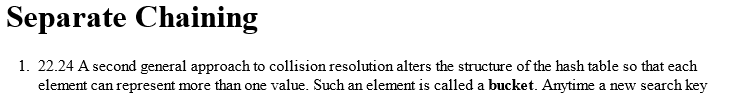 Separate Chaining
1. 22.24 A second general approach to collision resolution alters the structure of the hash table so that each
element can represent more than one value. Such an element is called a bucket. Anytime a new search key